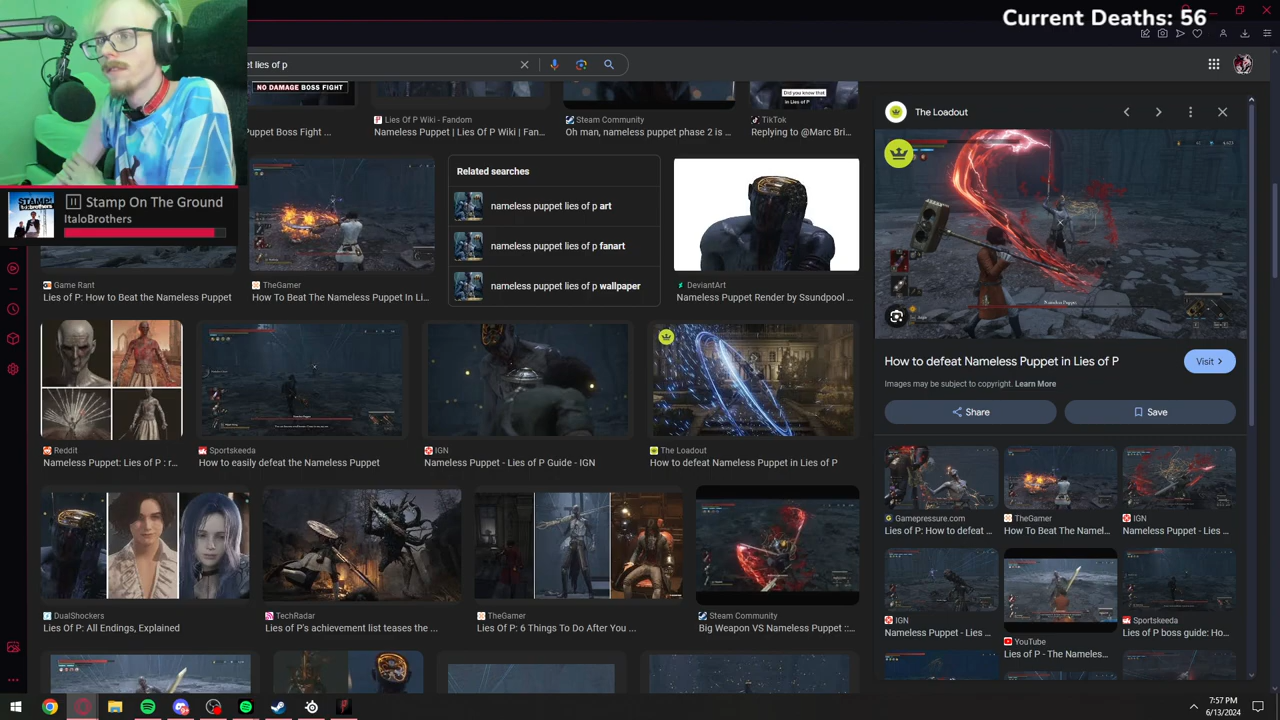 Current Deaths: 56
t lies of p
STAMP!
Stamp On The Ground
ItaloBrothers
NO DAMAGE BOSS FIGHT
Puppet Boss Fight ...
Lies Of P Wiki - Fandom
Nameless Puppet | Lies Of P Wiki | Fan...
Steam Community
Oh man, nameless puppet phase 2 is ...
Did you know that
in Lies of P
TikTok
Replying to @Marc Bri...
The Loadout
Game Rant
Lies of P: How to Beat the Nameless Puppet
TheGamer
How To Beat The Nameless Puppet In Li...
Related searches
nameless puppet lies of p art
nameless puppet lies of p fanart
nameless puppet lies of p wallpaper
DeviantArt
Nameless Puppet Render by Ssundpool ...
Reddit
Nameless Puppet: Lies of P : r...
Sportskeeda
How to easily defeat the Nameless Puppet
IGN
Nameless Puppet - Lies of P Guide - IGN
The Loadout
How to defeat Nameless Puppet in Lies of P
How to defeat Nameless Puppet in Lies of P
Visit
Images may be subject to copyright. Learn More
Share
Save
DualShockers
Lies Of P: All Endings, Explained
TechRadar
Lies of P's achievement list teases the ...
TheGamer
Lies Of P: 6 Things To Do After You ...
Steam Community
Big Weapon VS Nameless Puppet ::...
Gamepressure.com
Lies of P: How to defeat ...
TheGamer
How To Beat The Namel...
IGN
Nameless Puppet - Lies ...
IGN
Nameless Puppet - Lies ...
YouTube
Lies of P - The Nameles...
Sportskeeda
Lies of P boss guide: Ho...
7:57 PM
6/13/2024